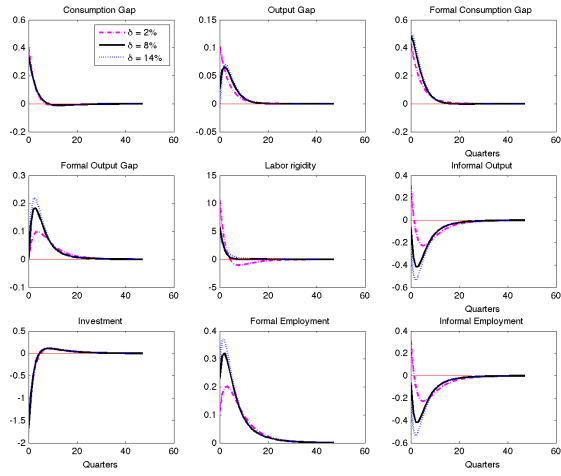 Consumption Gap
0.6
0.4
0.2
0
-0.2
0 20 40 60
δ = 2%
δ = 8%
δ = 14%
Output Gap
0.15
0.1
0.05
0
-0.05
0 20 40 60
Formal Consumption Gap
0.6
0.4
0.2
0
-0.2
0 20 40 60
Quarters
Formal Output Gap
0.3
0.2
0.1
0
-0.1
0 20 40 60
Labor rigidity
15
10
5
0
-5
0 20 40 60
Informal Output
0.4
0.2
0
-0.2
-0.4
-0.6
0 20 40 60
Quarters
Investment
0.5
0
-0.5
-1
-1.5
-2
0 20 40 60
Quarters
Formal Employment
0.4
0.3
0.2
0.1
0
0 20 40 60
Informal Employment
0.4
0.2
0
-0.2
-0.4
-0.6
0 20 40 60
Quarters